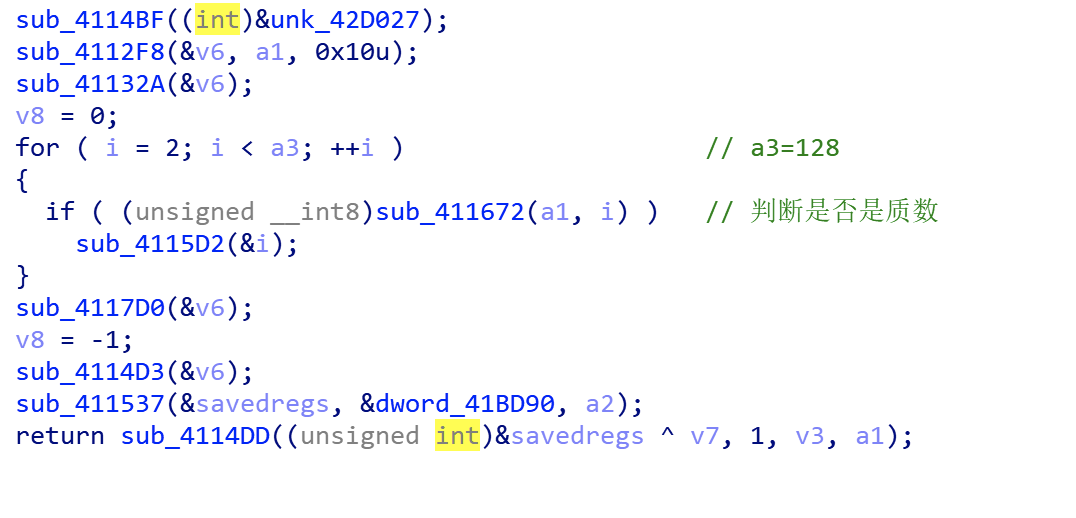 sub_4114BF((int)&unk_42D027);
sub_4112F8(&v6, a1, 0x10u);
sub_41132A(&v6);
v8 = 0;
for ( i = 2; i < a3; ++i ) // a3=128
{
if ( (unsigned __int8)sub_411672(a1, i) ) // 判断是否是质数
sub_4115D2(&i);
}
sub_4117D0(&v6);
v8 = -1;
sub_4114D3(&v6);
sub_411537(&savedregs, &dword_41BD90, a2);
return sub_4114DD((unsigned int)&savedregs ^ v7, 1, v3, a1);